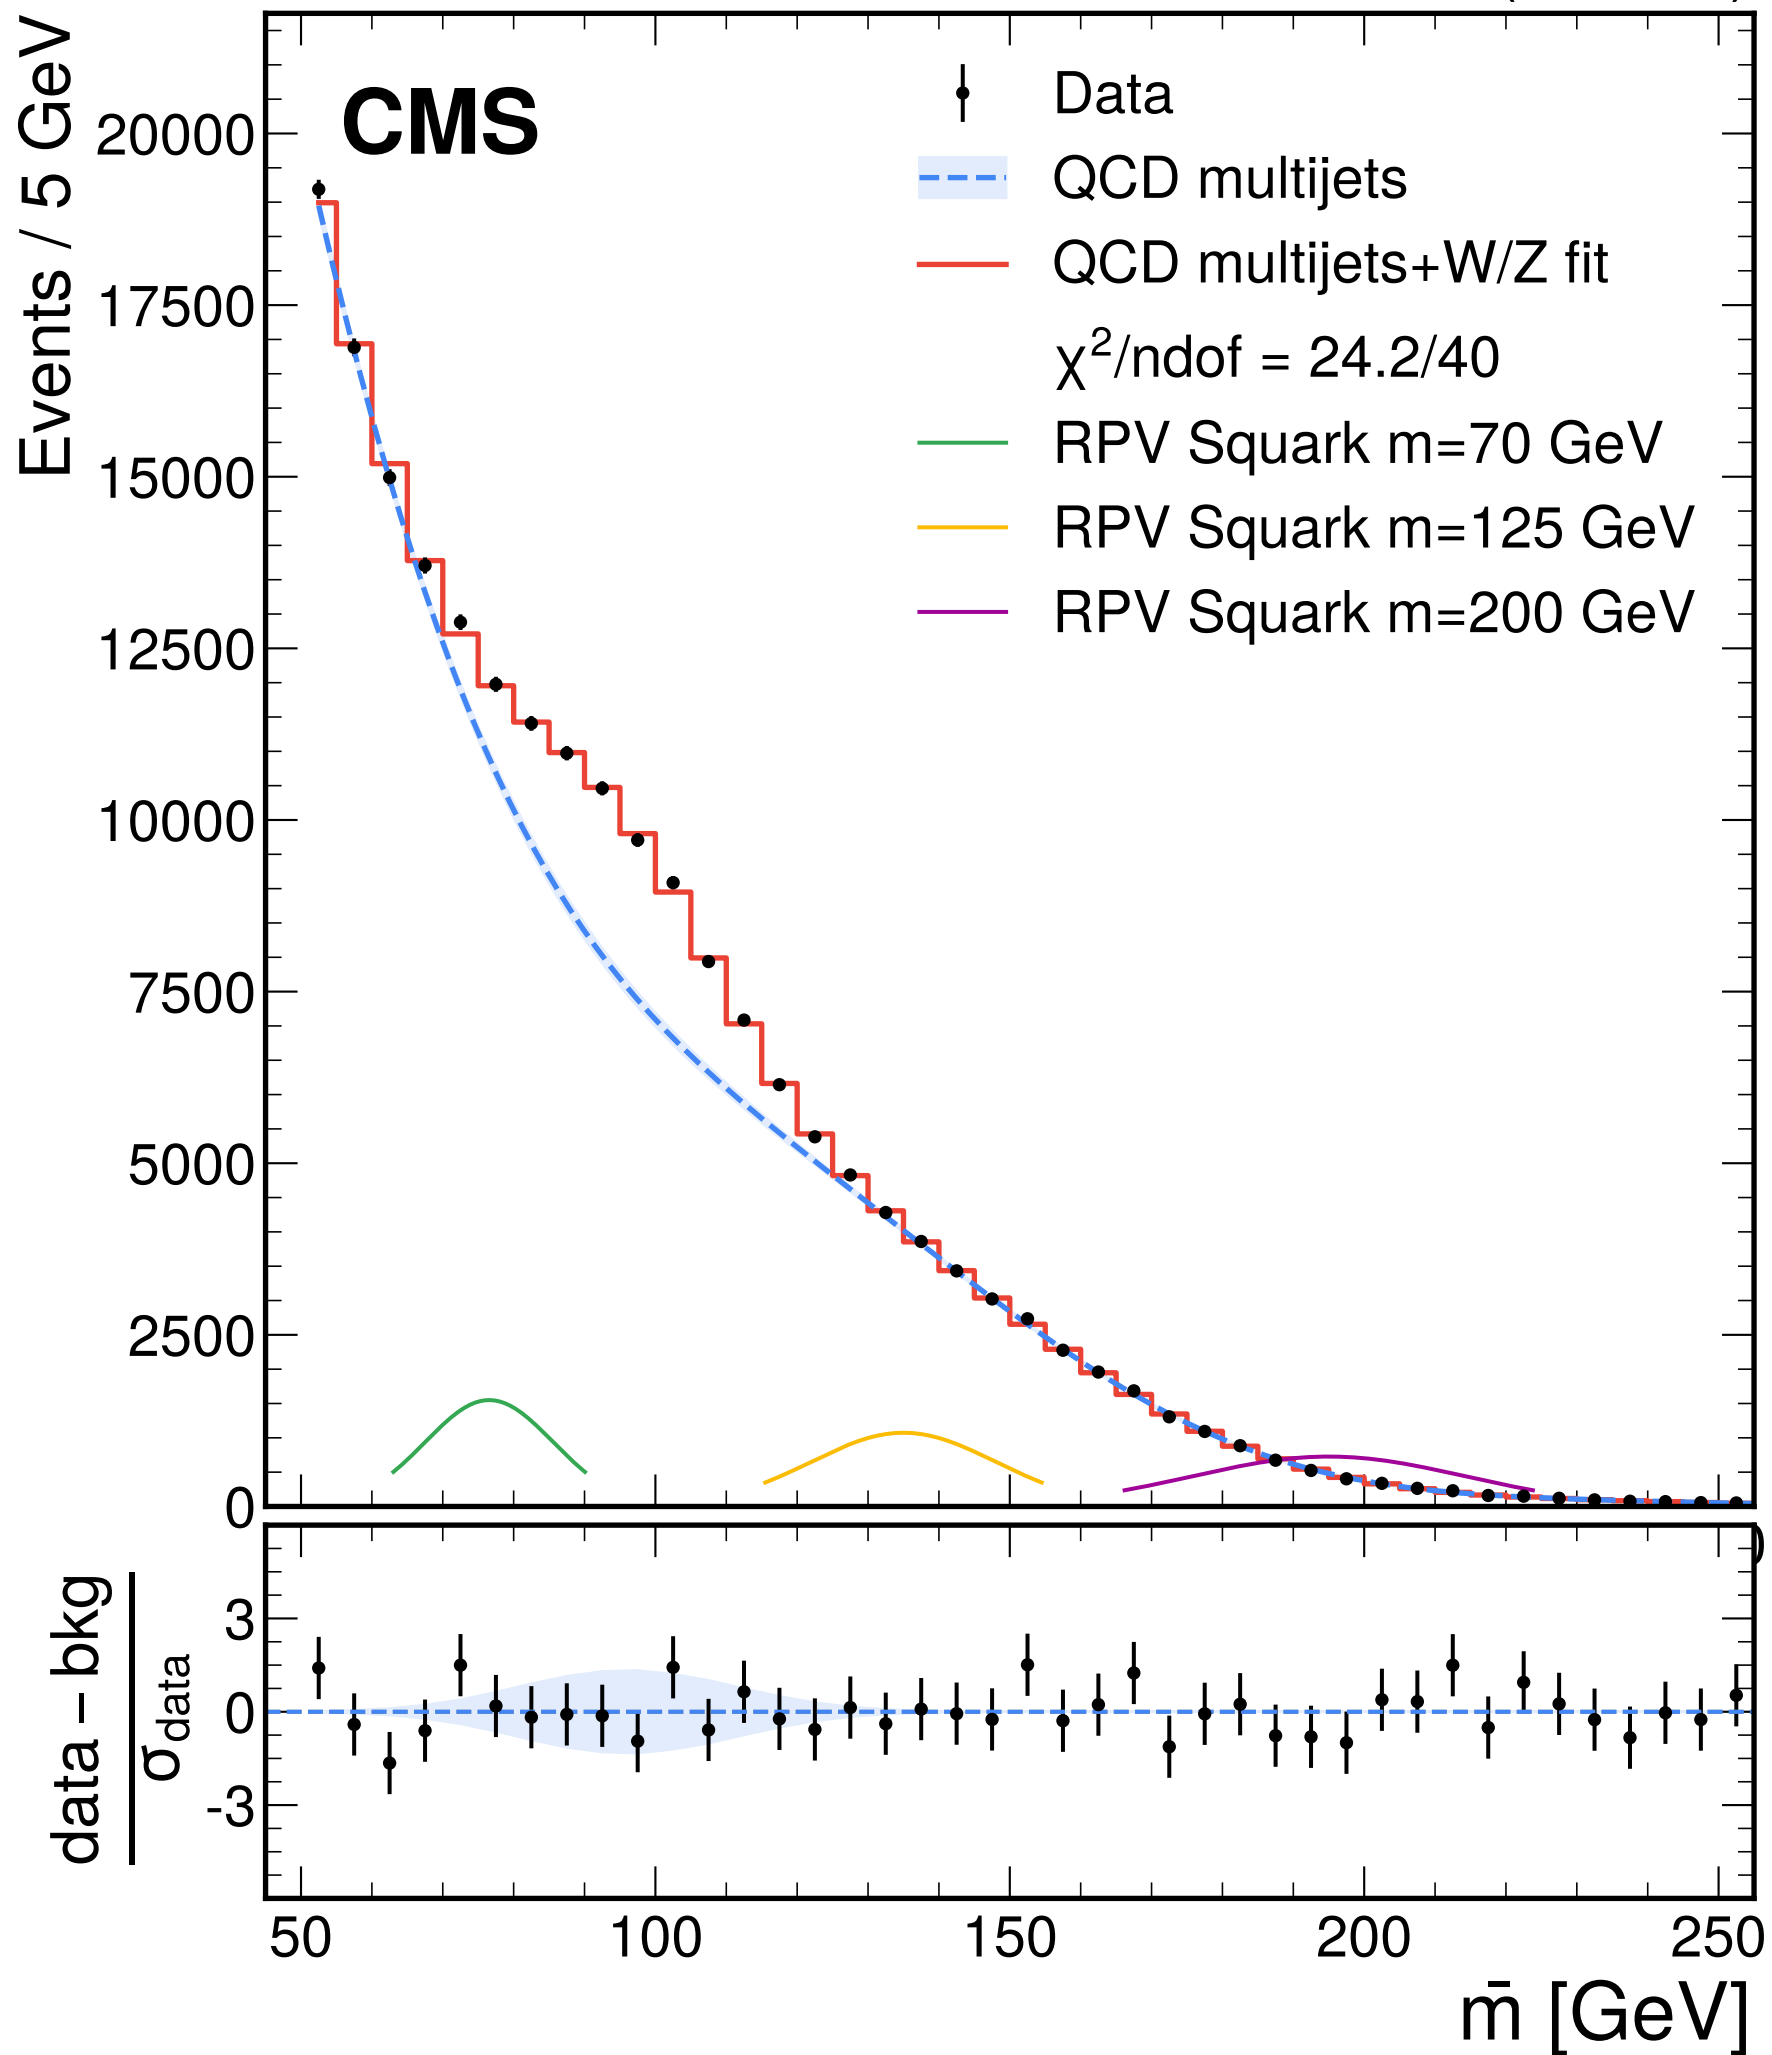 Events / 5 GeV
CMS
Data
QCD multijets
QCD multijets+W/Z fit
χ²/ndof = 24.2/40
RPV Squark m=70 GeV
RPV Squark m=125 GeV
RPV Squark m=200 GeV
20000
17500
15000
12500
10000
7500
5000
2500
0
data – bkg
σdata
3
0
-3
50 100 150 200 250
m̄ [GeV]